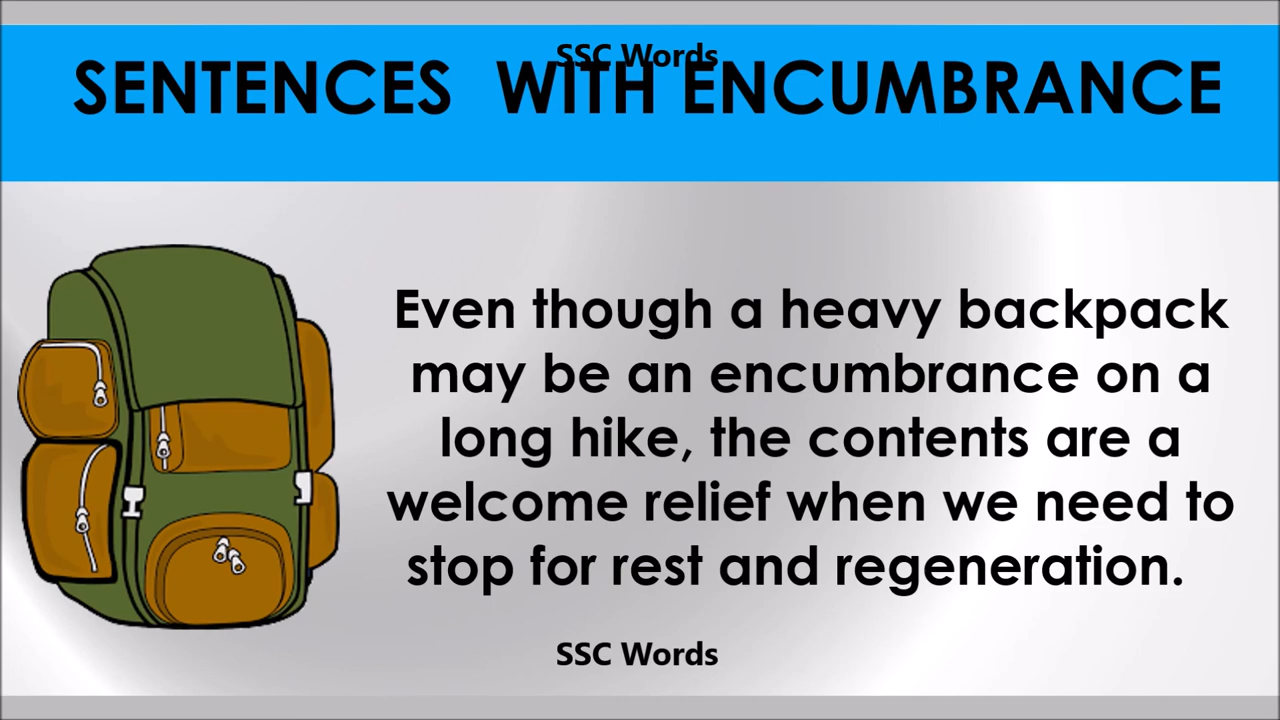 SSC Words
SENTENCES WITH ENCUMBRANCE
Even though a heavy backpack
may be an encumbrance on a
long hike, the contents are a
welcome relief when we need to
stop for rest and regeneration.
SSC Words